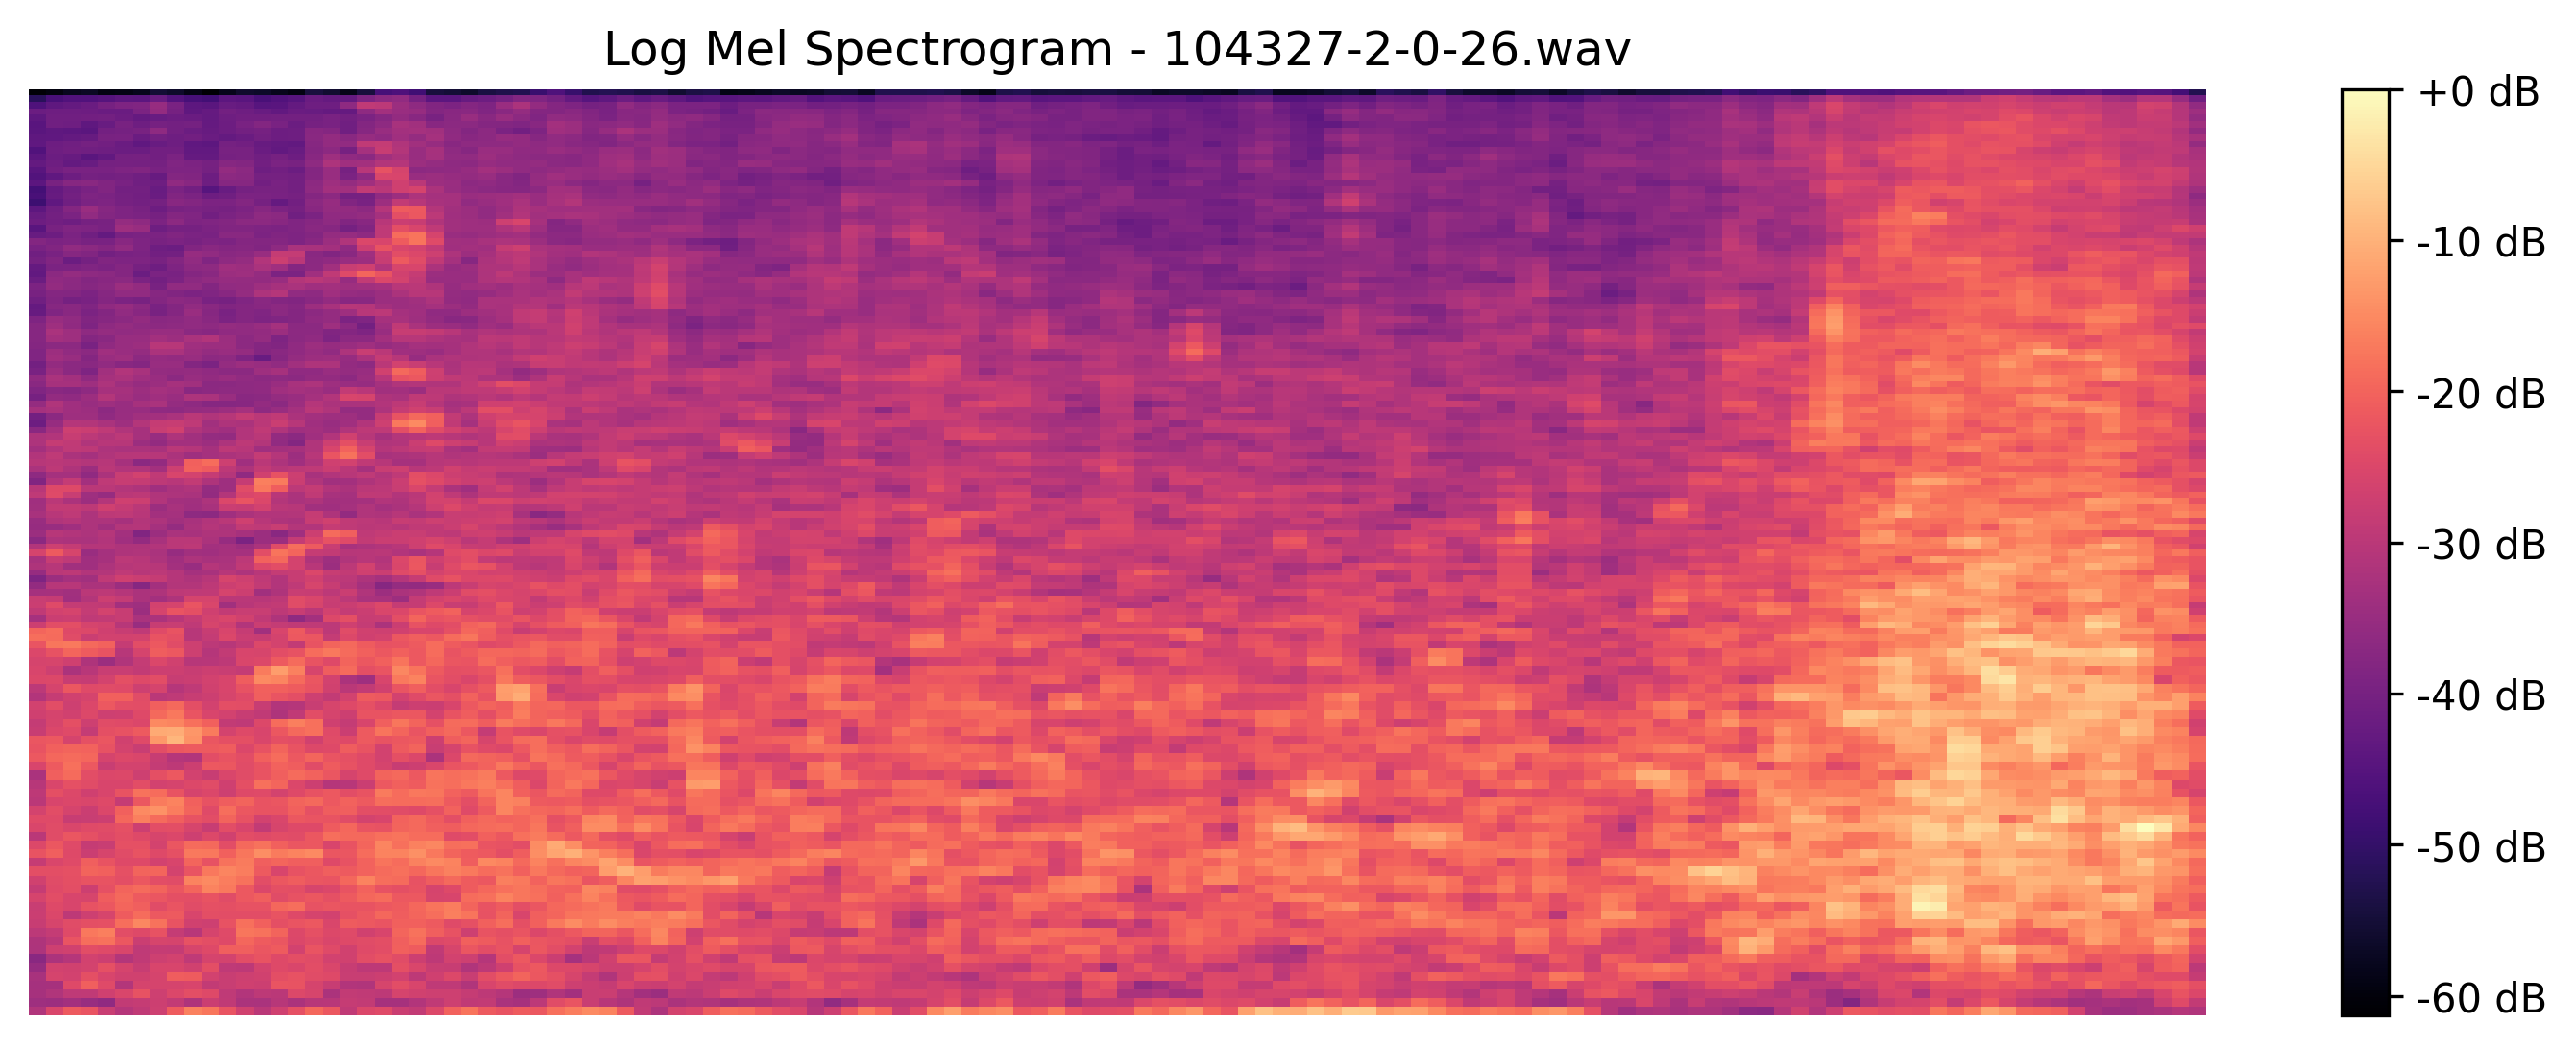 Log Mel Spectrogram - 104327-2-0-26.wav
+0 dB
-10 dB
-20 dB
-30 dB
-40 dB
-50 dB
-60 dB